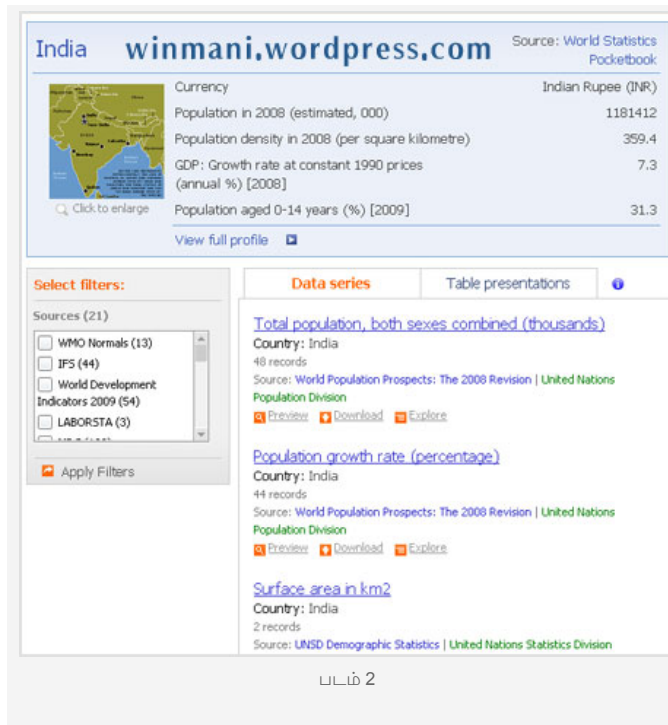 India winmani.wordpress.com Source: World Statistics
Pocketbook
Currency Indian Rupee (INR)
Population in 2008 (estimated, 000) 1181412
Population density in 2008 (per square kilometre) 359.4
GDP: Growth rate at constant 1990 prices 7.3
(annual %) [2008]
Click to enlarge
Population aged 0-14 years (%) [2009] 31.3
View full profile
Select filters:
Sources (21)
WMO Normals (13)
IFS (44)
World Development
Indicators 2009 (54)
LABORSTA (3)
Apply Filters
Data series Table presentations
Total population, both sexes combined (thousands)
Country: India
48 records
Source: World Population Prospects: The 2008 Revision | United Nations
Population Division
Preview Download Explore
Population growth rate (percentage)
Country: India
44 records
Source: World Population Prospects: The 2008 Revision | United Nations
Population Division
Preview Download Explore
Surface area in km2
Country: India
2 records
Source: UNSD Demographic Statistics | United Nations Statistics Division
படம் 2